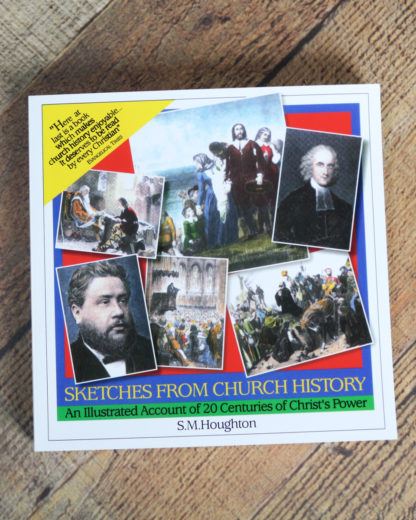 "Here at
last is a book
which makes
church history enjoyable...
It deserves to be read
by every Christian"
EVANGELICAL TIMES
SKETCHES FROM CHURCH HISTORY
An Illustrated Account of 20 Centuries of Christ's Power
S.M.Houghton